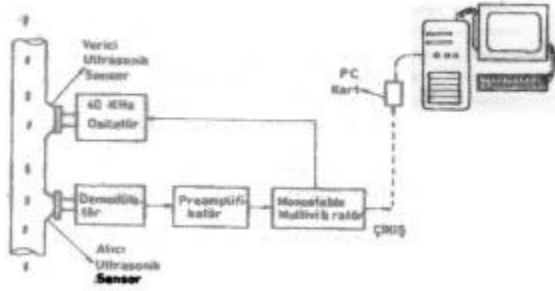 Verici
Ultrasonik
Sensor
40 KHz
Osilatör
PC
Kart
Demodüla
tör
Preamplifi
katör
Monostable
Multivibratör
ÇIKIŞ
Alıcı
Ultrasonik
Sensor